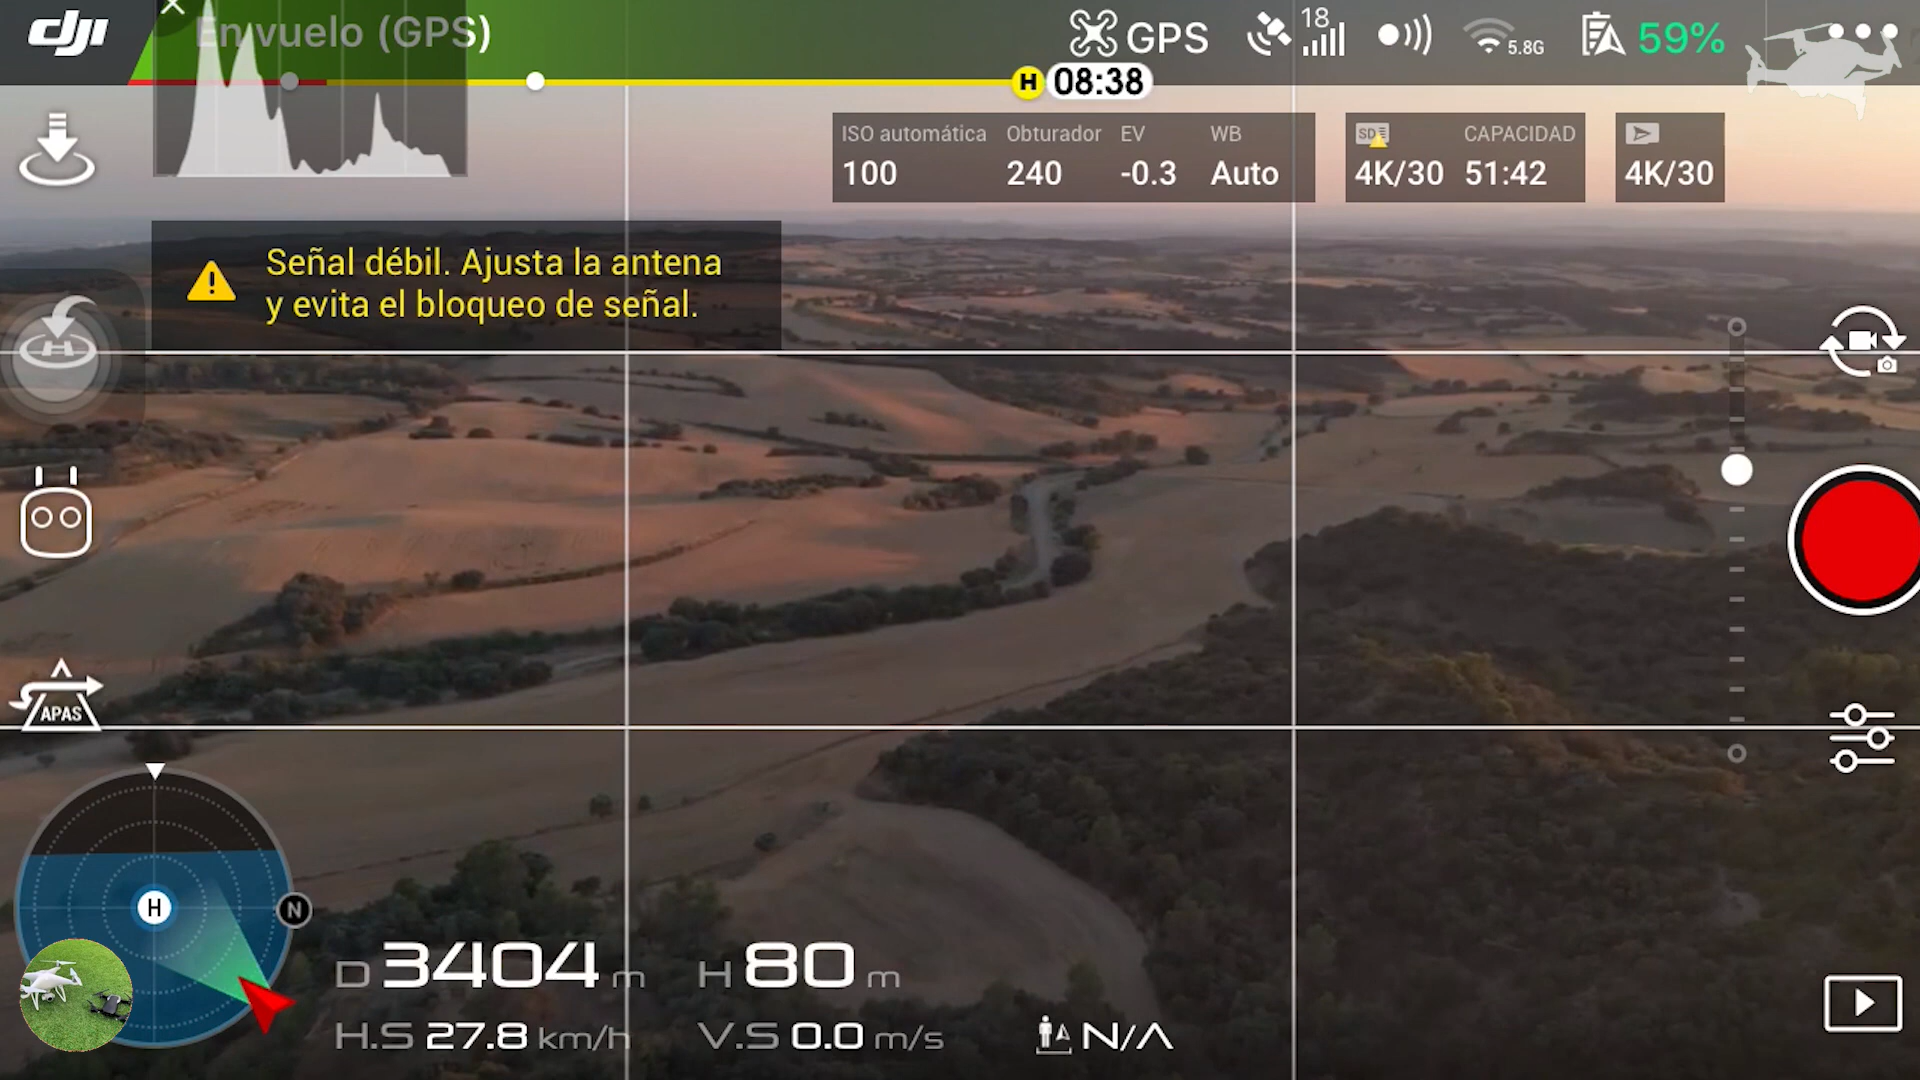 dji
En vuelo (GPS)
GPS
18
5.8G
59%
H
08:38
ISO automática Obturador EV WB
100 240 -0.3 Auto
SD CAPACIDAD
4K/30 51:42
4K/30
Señal débil. Ajusta la antena
y evita el bloqueo de señal.
APAS
H
N
D 3404 m H 80 m
H.S 27.8 km/h V.S 0.0 m/s N/A